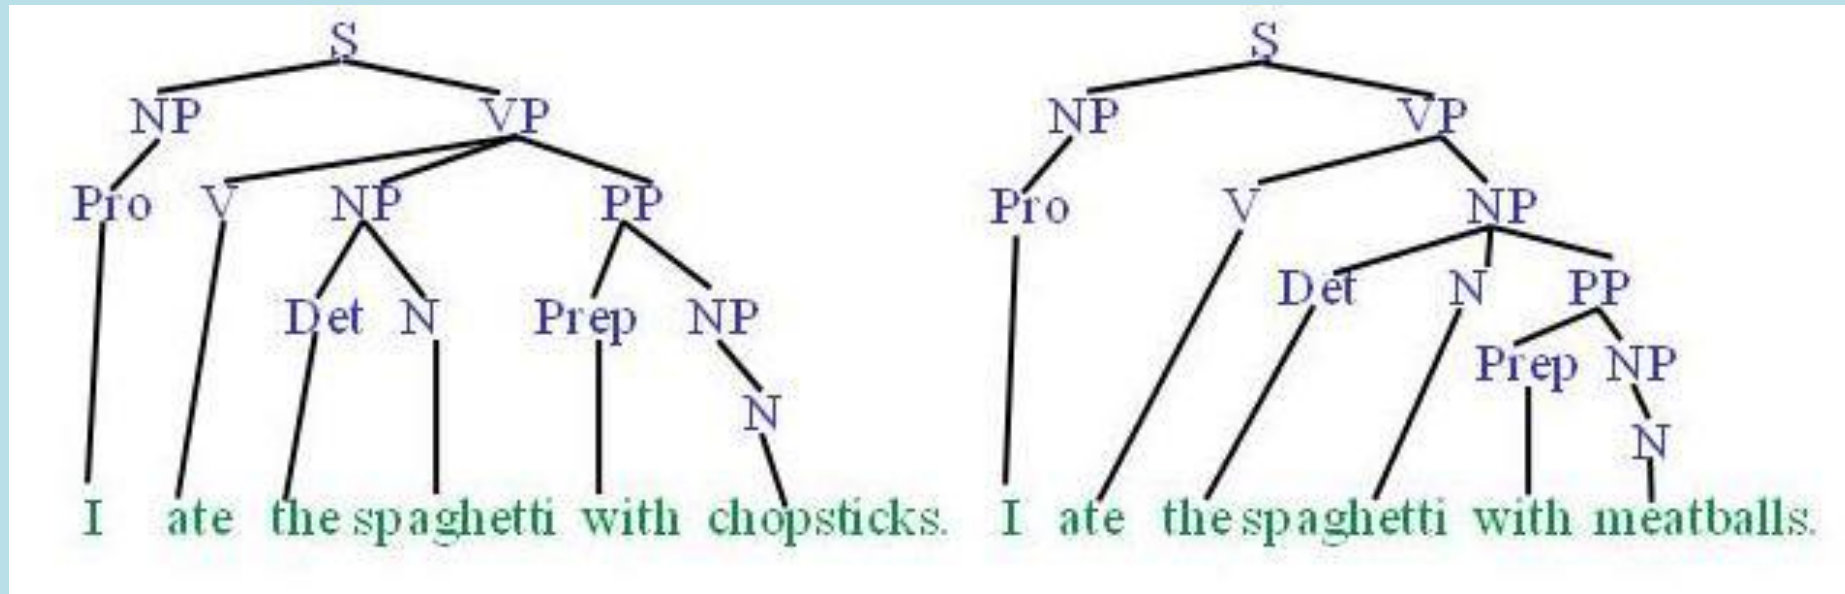 S S
NP VP NP VP
Pro V NP PP Pro V NP
Det N PP
Det N Prep NP
Prep NP
N
N
I ate the spaghetti with chopsticks. I ate the spaghetti with meatballs.